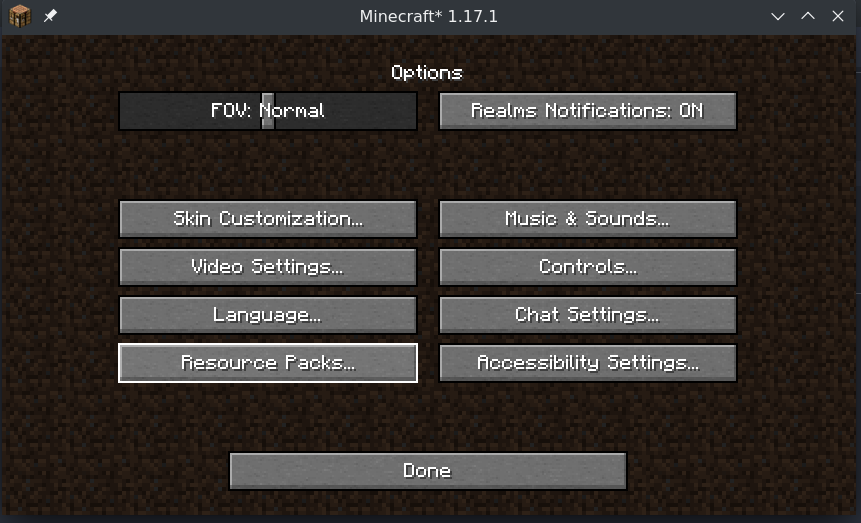 Minecraft* 1.17.1
Options
FOV: Normal
Realms Notifications: ON
Skin Customization...
Music & Sounds...
Video Settings...
Controls...
Language...
Chat Settings...
Resource Packs...
Accessibility Settings...
Done